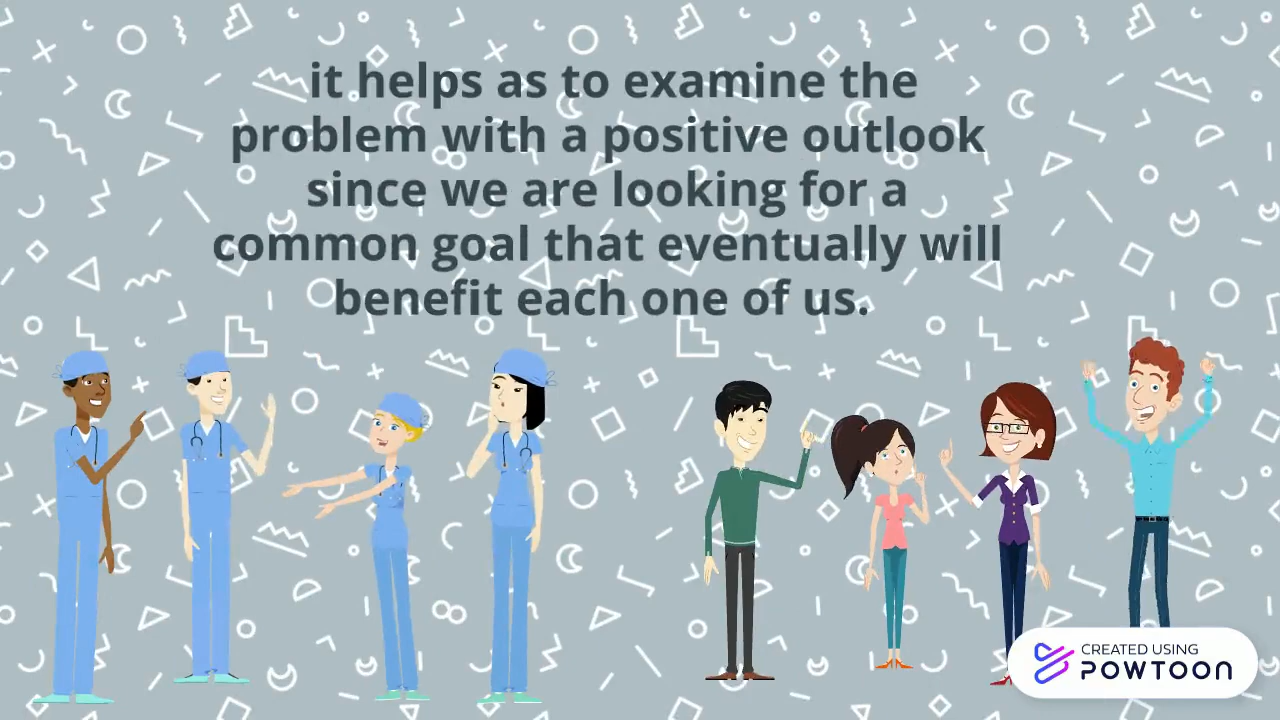 it helps as to examine the
problem with a positive outlook
since we are looking for a
common goal that eventually will
benefit each one of us.
CREATED USING
POWTOON